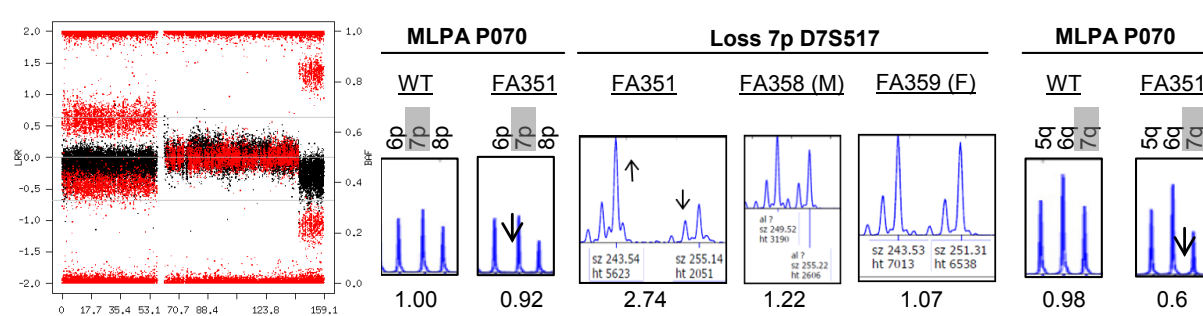 MLPA P070
Loss 7p D7S517
MLPA P070
WT
FA351
FA351
FA358 (M)
FA359 (F)
WT
FA351
6p
7p
8p
6p
7p
8p
5q
6q
7q
5q
6q
7q
2.0
1.5
1.0
0.5
0.0
-0.5
-1.0
-1.5
-2.0
LRR
1.0
0.8
0.6
0.4
0.2
0.0
BAF
0 17.7 35.4 53.1 70.7 88.4 123.8 159.1
sz 243.54
ht 5623
sz 255.14
ht 2051
al ?
sz 249.52
ht 3190
al ?
sz 255.22
ht 2606
sz 243.53
ht 7013
sz 251.31
ht 6538
1.00
0.92
2.74
1.22
1.07
0.98
0.6